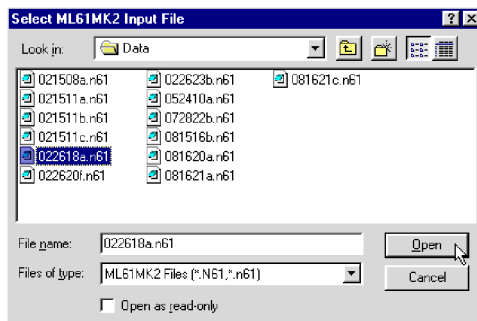 Select ML61MK2 Input File
Look in: Data
021508a.n61 022623b.n61 081621c.n61
021511a.n61 052410a.n61
021511b.n61 072822b.n61
021511c.n61 081516b.n61
022618a.n61 081620a.n61
022620f.n61 081621a.n61
File name: 022618a.n61 Open
Files of type: ML61MK2 Files (*.N61,*.n61) Cancel
Open as read-only